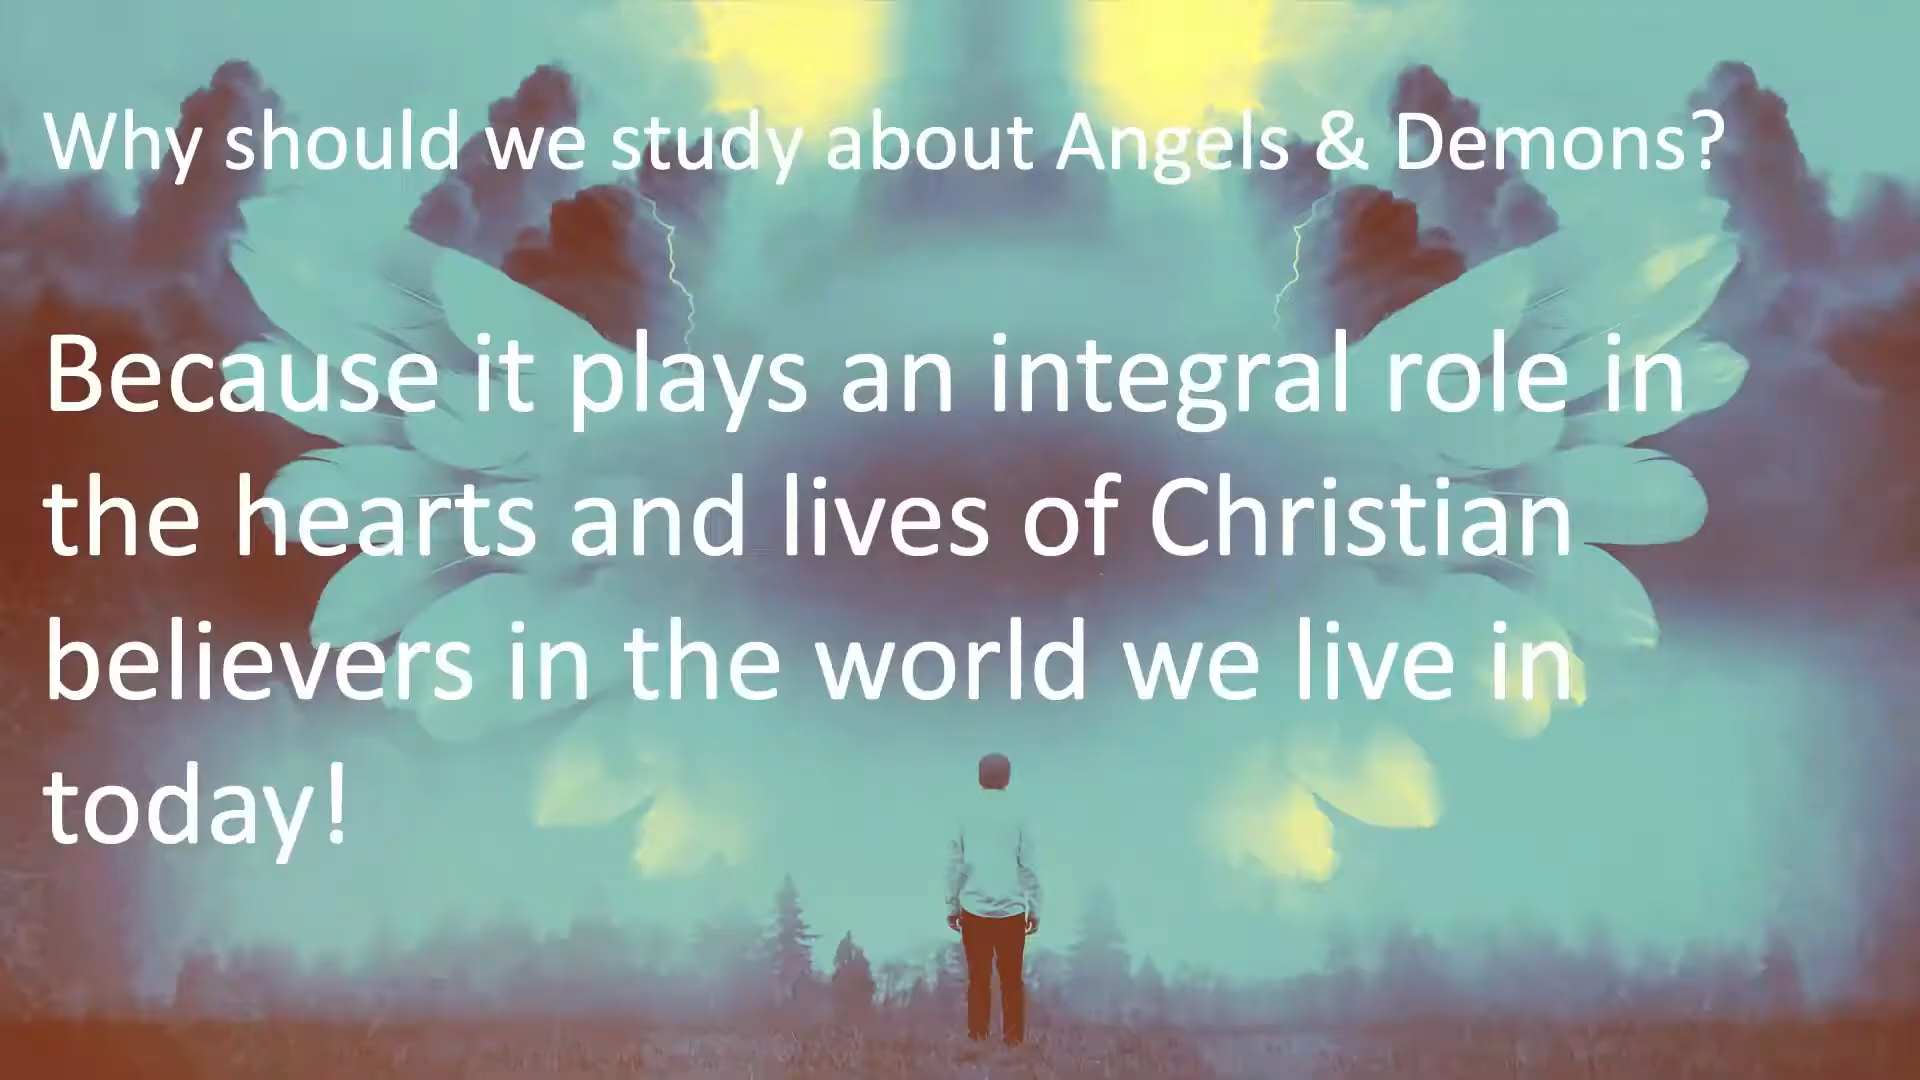 Why should we study about Angels & Demons?
Because it plays an integral role in
the hearts and lives of Christian
believers in the world we live in
today!